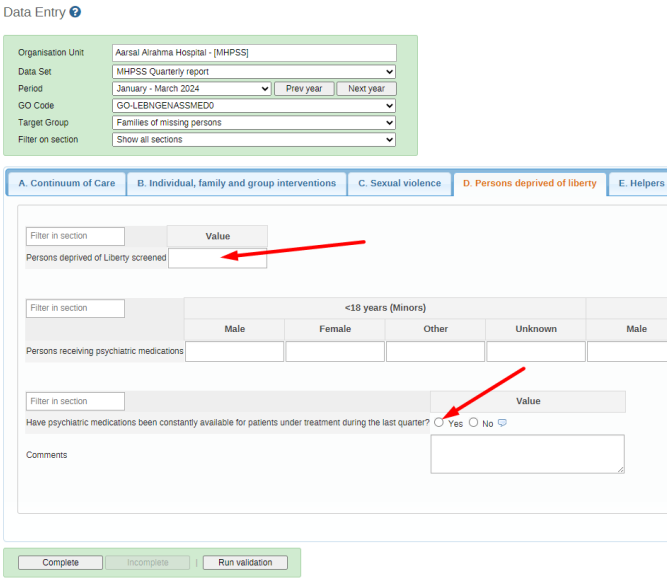 Data Entry ?
Organisation Unit Aarsal Alrahma Hospital - [MHPSS]
Data Set MHPSS Quarterly report
Period January - March 2024 Prev year Next year
GO Code GO-LEBNGENASSMED0
Target Group Families of missing persons
Filter on section Show all sections
A. Continuum of Care B. Individual, family and group interventions C. Sexual violence D. Persons deprived of liberty E. Helpers
Filter in section Value
Persons deprived of Liberty screened
Filter in section <18 years (Minors)
Male Female Other Unknown Male
Persons receiving psychiatric medications
Filter in section Value
Have psychiatric medications been constantly available for patients under treatment during the last quarter? Yes No
Comments
Complete Incomplete | Run validation